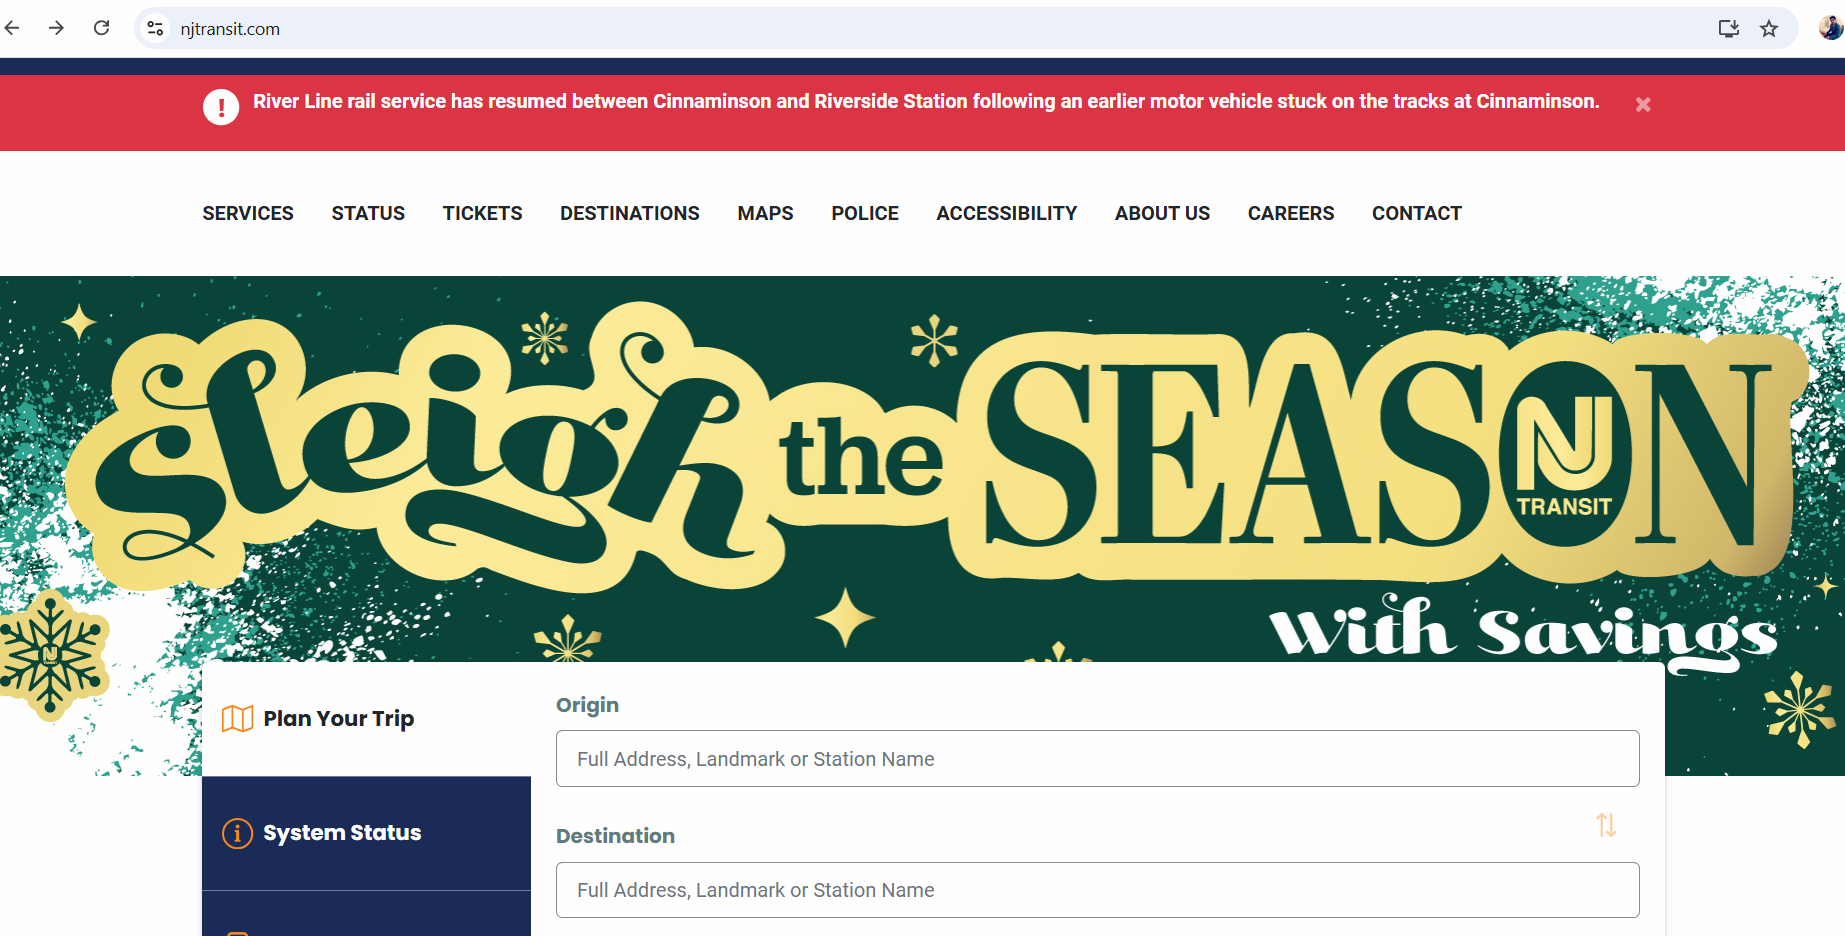 njtransit.com
River Line rail service has resumed between Cinnaminson and Riverside Station following an earlier motor vehicle stuck on the tracks at Cinnaminson.
SERVICES STATUS TICKETS DESTINATIONS MAPS POLICE ACCESSIBILITY ABOUT US CAREERS CONTACT
Sleigh the SEASON
NJ
TRANSIT
With Savings
NJ
TRANSIT
Plan Your Trip
Origin
Full Address, Landmark or Station Name
System Status
Destination
Full Address, Landmark or Station Name